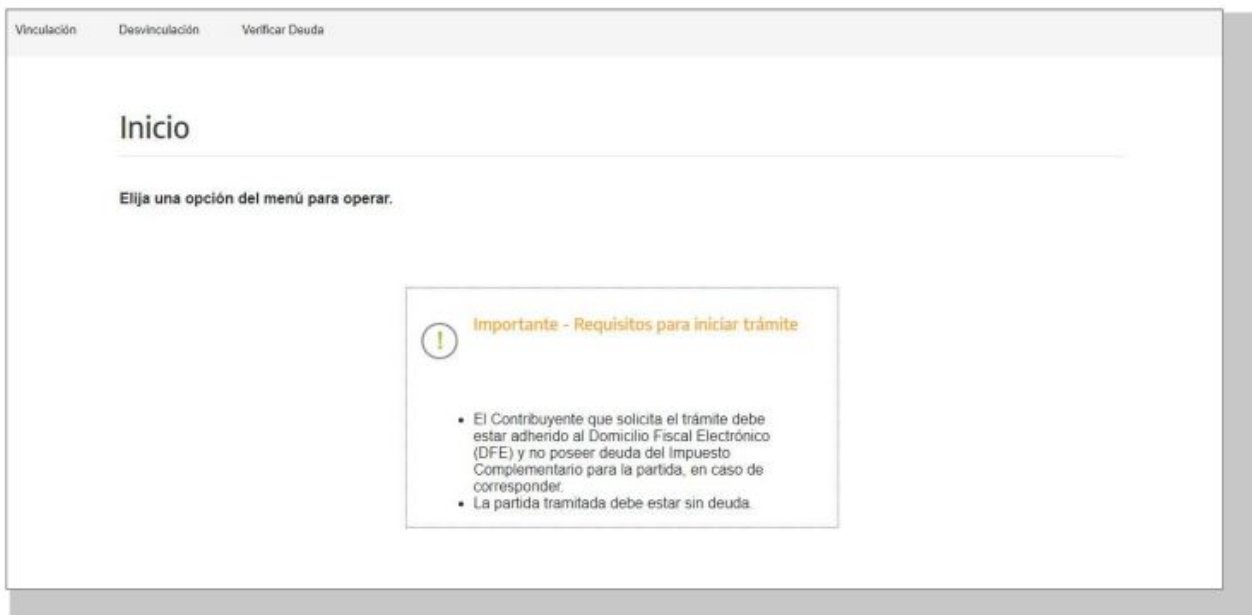 Vinculación Desvinculación Verificar Deuda
Inicio
Elija una opción del menú para operar.
Importante - Requisitos para iniciar trámite
!
• El Contribuyente que solicita el trámite debe
estar adherido al Domicilio Fiscal Electrónico
(DFE) y no poseer deuda del Impuesto
Complementario para la partida, en caso de
corresponder.
• La partida tramitada debe estar sin deuda.